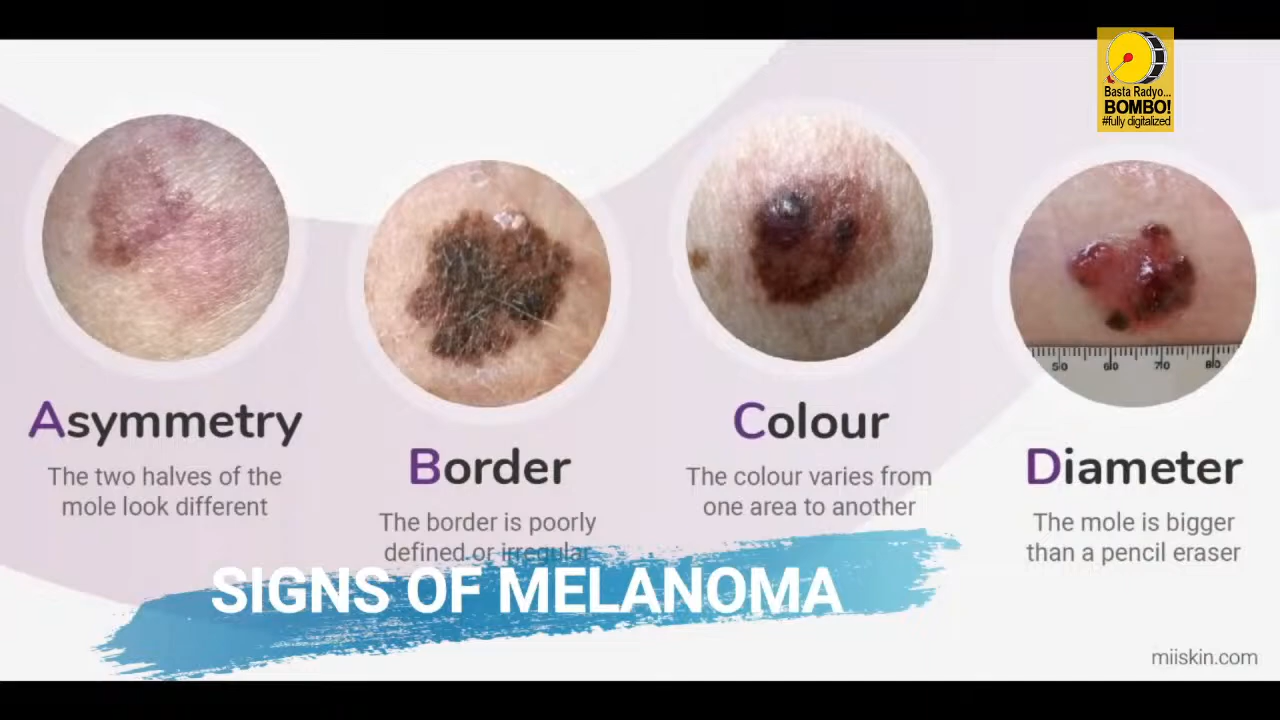 Basta Radyo...
BOMBO!
#fully digitalized
Asymmetry
The two halves of the
mole look different
Border
The border is poorly
defined or irregular
Colour
The colour varies from
one area to another
50 60 70 80
Diameter
The mole is bigger
than a pencil eraser
SIGNS OF MELANOMA
miiskin.com